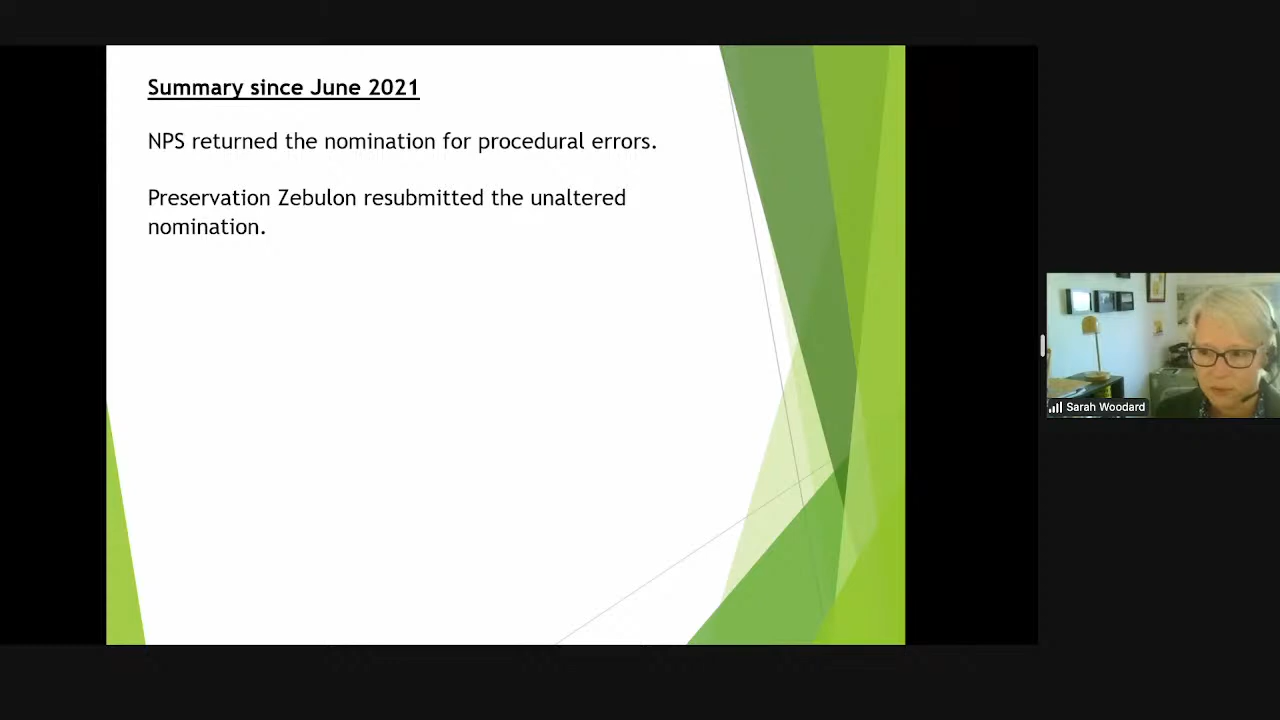 Summary since June 2021
NPS returned the nomination for procedural errors.
Preservation Zebulon resubmitted the unaltered
nomination.
Sarah Woodard